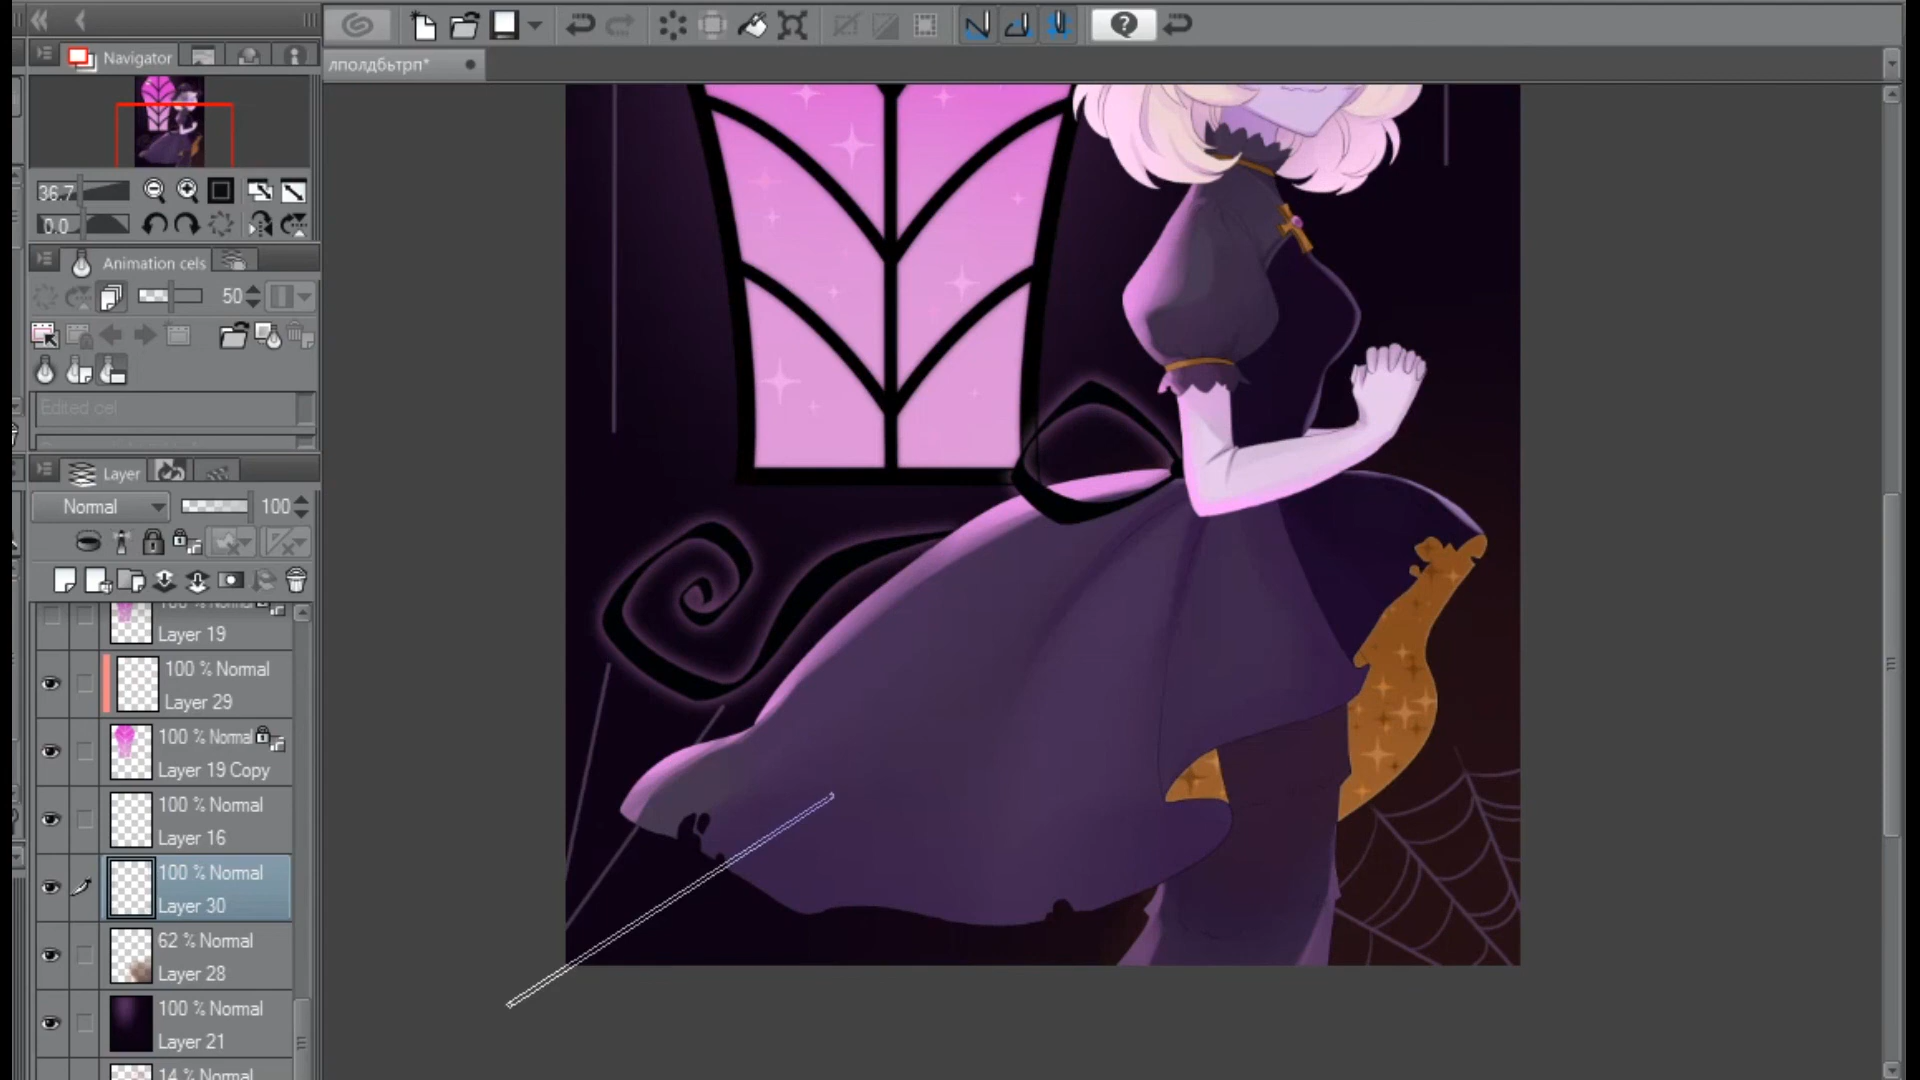 Navigator
лполдбьтрп*
36.7
0.0
Animation cels
50
Edited cel
Layer
Normal
100
100 % Normal
Layer 19
100 % Normal
Layer 29
100 % Normal
Layer 19 Copy
100 % Normal
Layer 16
100 % Normal
Layer 30
62 % Normal
Layer 28
100 % Normal
Layer 21
14 % Normal